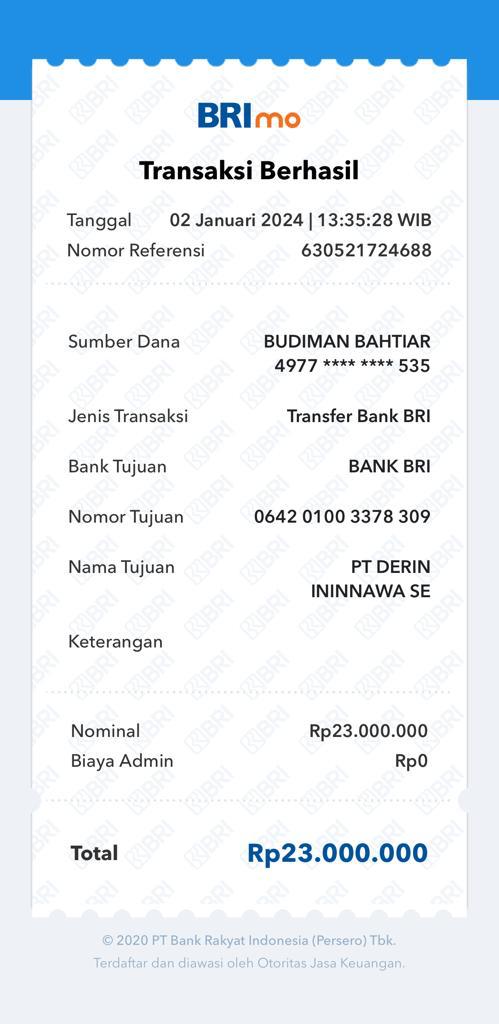 BRImo
Transaksi Berhasil
Tanggal 02 Januari 2024 | 13:35:28 WIB
Nomor Referensi 630521724688
Sumber Dana BUDIMAN BAHTIAR
4977 **** **** 535
Jenis Transaksi Transfer Bank BRI
Bank Tujuan BANK BRI
Nomor Tujuan 0642 0100 3378 309
Nama Tujuan PT DERIN
ININNAWA SE
Keterangan
Nominal Rp23.000.000
Biaya Admin Rp0
Total Rp23.000.000
© 2020 PT Bank Rakyat Indonesia (Persero) Tbk.
Terdaftar dan diawasi oleh Otoritas Jasa Keuangan.